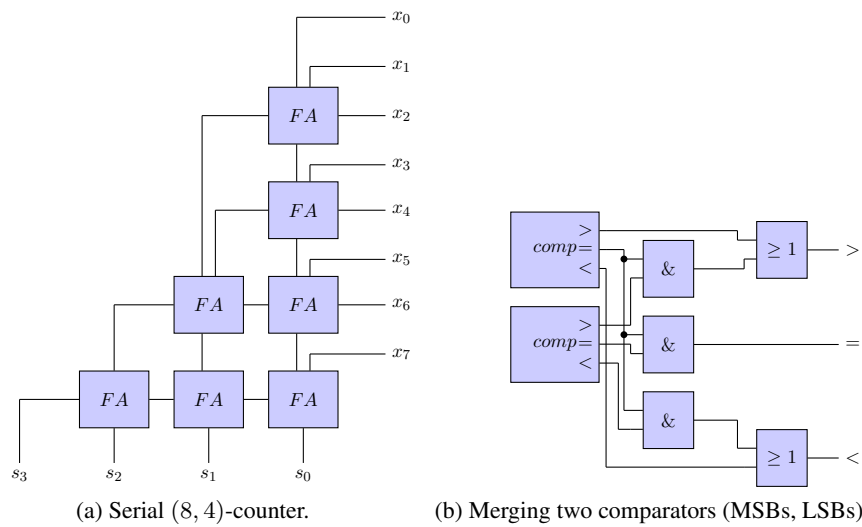 x₀
x₁
FA
x₂
x₃
FA
x₄
x₅
FA FA x₆
x₇
FA FA FA
s₃ s₂ s₁ s₀
(a) Serial (8, 4)-counter.
>
comp=
<
&
≥ 1
>
>
comp=
<
&
=
&
≥ 1
<
(b) Merging two comparators (MSBs, LSBs)